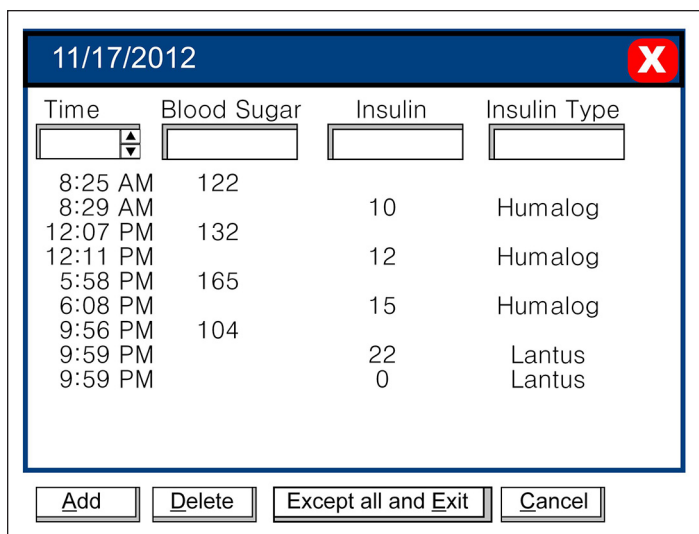 11/17/2012
X
Time Blood Sugar Insulin Insulin Type
8:25 AM 122
8:29 AM 10 Humalog
12:07 PM 132
12:11 PM 12 Humalog
5:58 PM 165
6:08 PM 15 Humalog
9:56 PM 104
9:59 PM 22 Lantus
9:59 PM 0 Lantus
Add Delete Except all and Exit Cancel